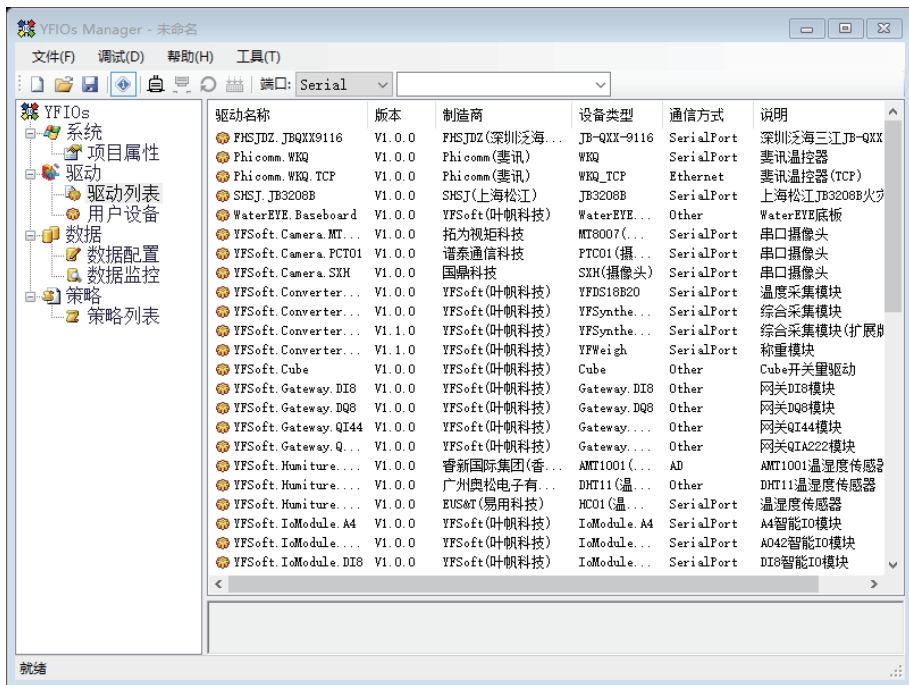 YFIOs Manager - 未命名
文件(F) 调试(D) 帮助(H) 工具(T)
端口: Serial
YFIOs
系统
项目属性
驱动
驱动列表
用户设备
数据
数据配置
数据监控
策略
策略列表
驱动名称 版本 制造商 设备类型 通信方式 说明
FHSJDZ.JBQXX9116 V1.0.0 FHSJDZ(深圳泛海... JB-QXX-9116 SerialPort 深圳泛海三江JB-QXX
Phicomm.WKQ V1.0.0 Phicomm(斐讯) WKQ SerialPort 斐讯温控器
Phicomm.WKQ.TCP V1.0.0 Phicomm(斐讯) WKQ_TCP Ethernet 斐讯温控器(TCP)
SHSJ.JB3208B V1.0.0 SHSJ(上海松江) JB3208B SerialPort 上海松江JB3208B火灾
WaterEYE.Baseboard V1.0.0 YFSoft(叶帆科技) WaterEYE... Other WaterEYE底板
YFSoft.Camera.MT... V1.0.0 拓为视矩科技 MT8007(... SerialPort 串口摄像头
YFSoft.Camera.PCT01 V1.0.0 谱泰通信科技 PTC01(摄... SerialPort 串口摄像头
YFSoft.Camera.SXH V1.0.0 国鼎科技 SXH(摄像头) SerialPort 串口摄像头
YFSoft.Converter... V1.0.0 YFSoft(叶帆科技) YFDS18B20 SerialPort 温度采集模块
YFSoft.Converter... V1.0.0 YFSoft(叶帆科技) YFSynthe... SerialPort 综合采集模块
YFSoft.Converter... V1.1.0 YFSoft(叶帆科技) YFSynthe... SerialPort 综合采集模块(扩展版
YFSoft.Converter... V1.1.0 YFSoft(叶帆科技) YFWeigh SerialPort 称重模块
YFSoft.Cube V1.0.0 YFSoft(叶帆科技) Cube Other Cube开关量驱动
YFSoft.Gateway.DI8 V1.0.0 YFSoft(叶帆科技) Gateway.DI8 Other 网关DI8模块
YFSoft.Gateway.DQ8 V1.0.0 YFSoft(叶帆科技) Gateway.DQ8 Other 网关DQ8模块
YFSoft.Gateway.QI44 V1.0.0 YFSoft(叶帆科技) Gateway.... Other 网关QI44模块
YFSoft.Gateway.Q... V1.0.0 YFSoft(叶帆科技) Gateway.... Other 网关QIA222模块
YFSoft.Humiture.... V1.0.0 睿新国际集团(香... AMT1001(... AD AMT1001温湿度传感器
YFSoft.Humiture.... V1.0.0 广州奥松电子有... DHT11(温... Other DHT11温湿度传感器
YFSoft.Humiture.... V1.0.0 EUS&T(易用科技) HC01(温... SerialPort 温湿度传感器
YFSoft.IoModule.A4 V1.0.0 YFSoft(叶帆科技) IoModule.A4 SerialPort A4智能IO模块
YFSoft.IoModule.... V1.0.0 YFSoft(叶帆科技) IoModule... SerialPort AO42智能IO模块
YFSoft.IoModule.DI8 V1.0.0 YFSoft(叶帆科技) IoModule... SerialPort DI8智能IO模块
就绪